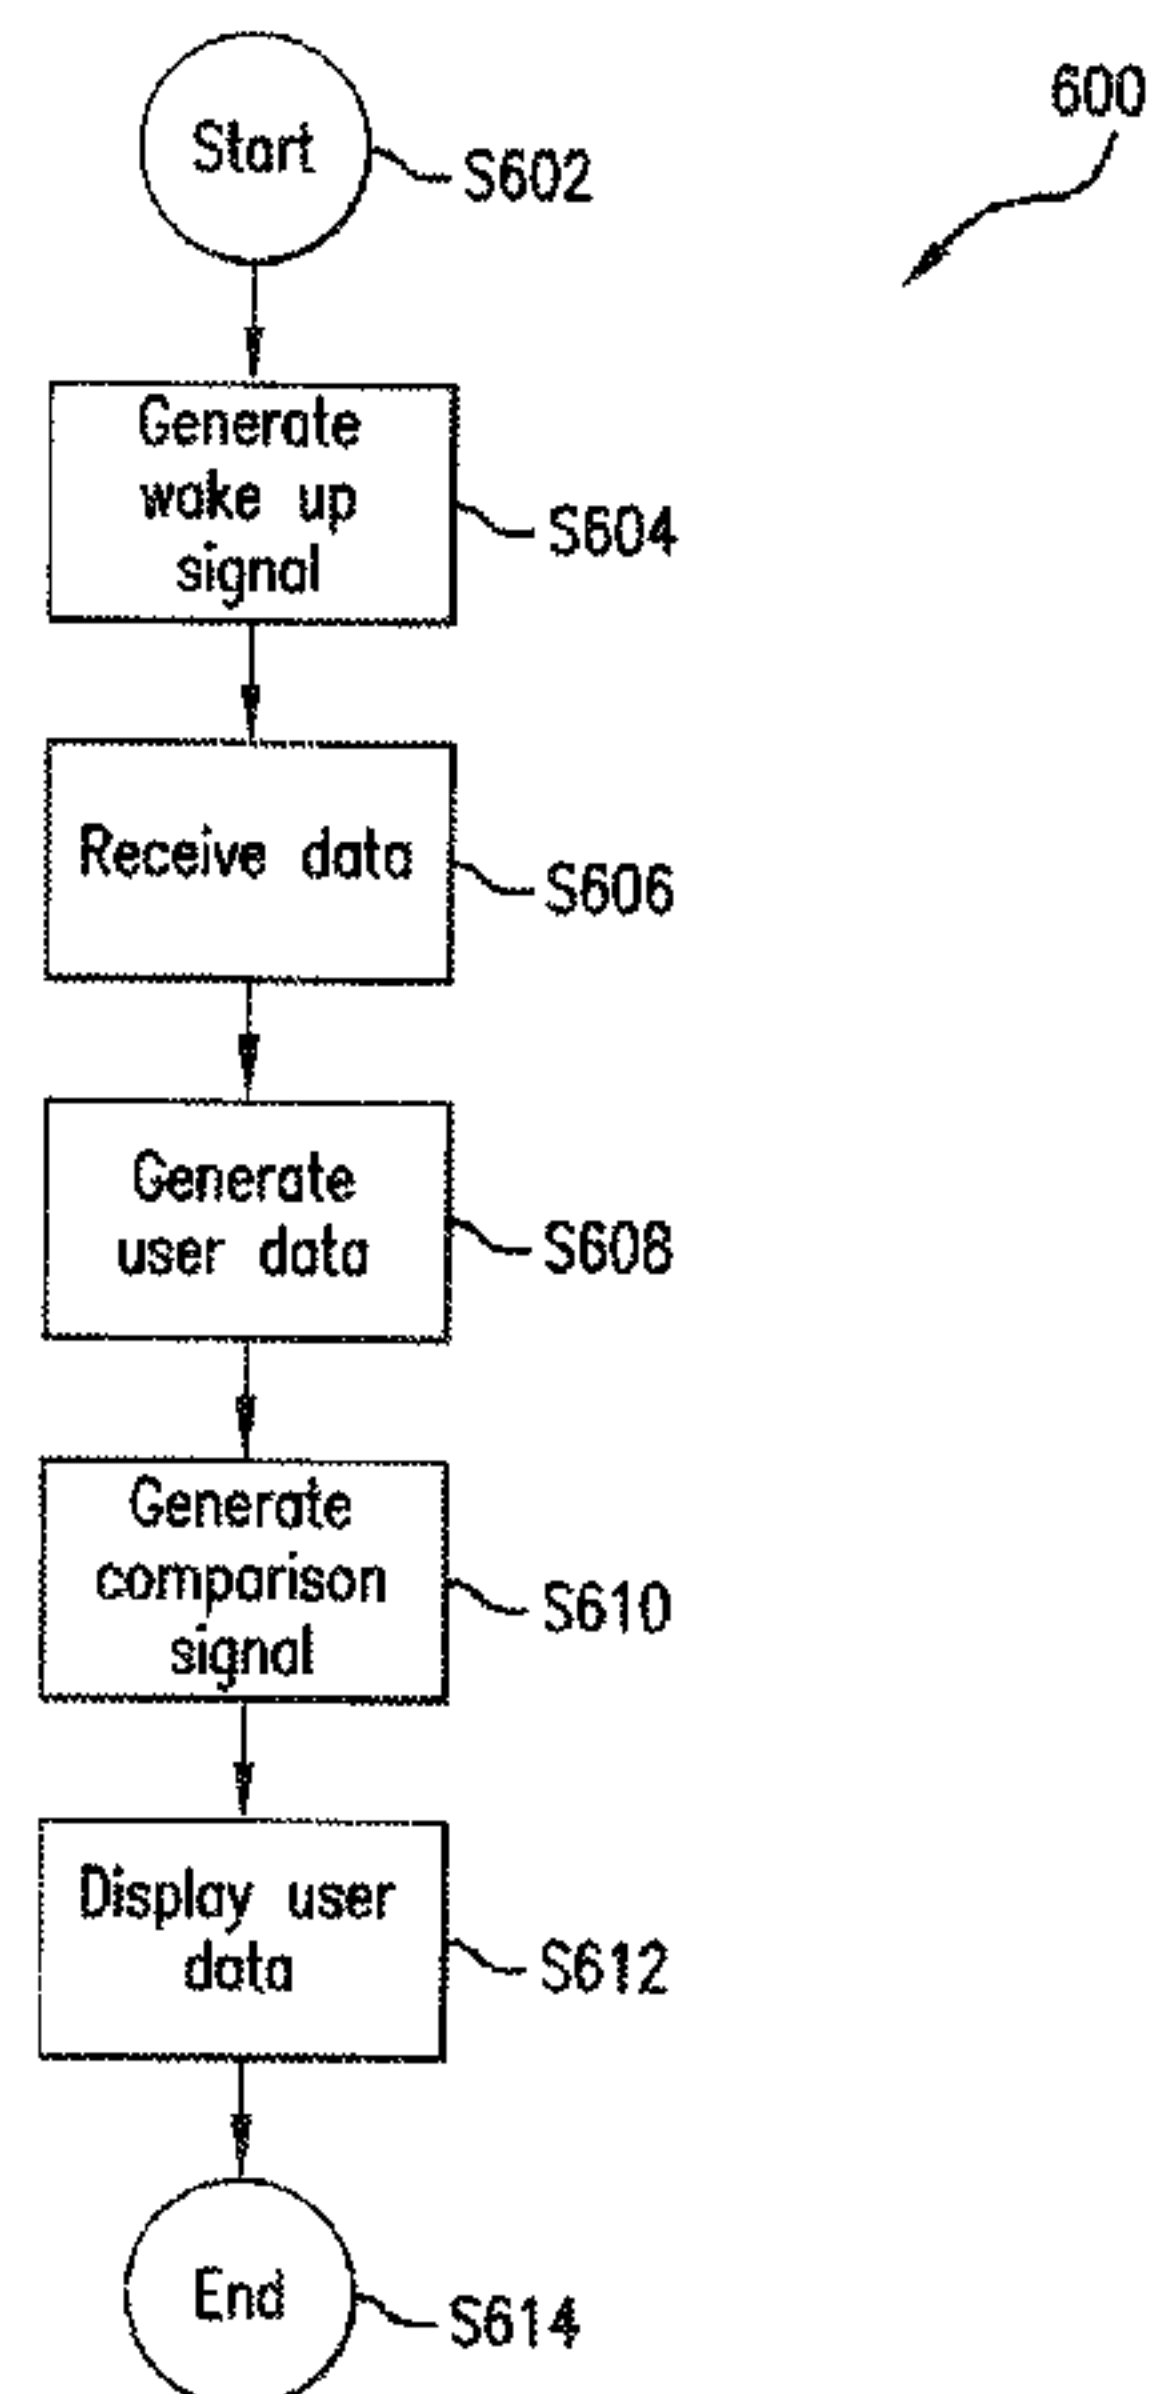 600
Start
S602
Generate
wake up
signal
S604
Receive data
S606
Generate
user data
S608
Generate
comparison
signal
S610
Display user
data
S612
End
S614